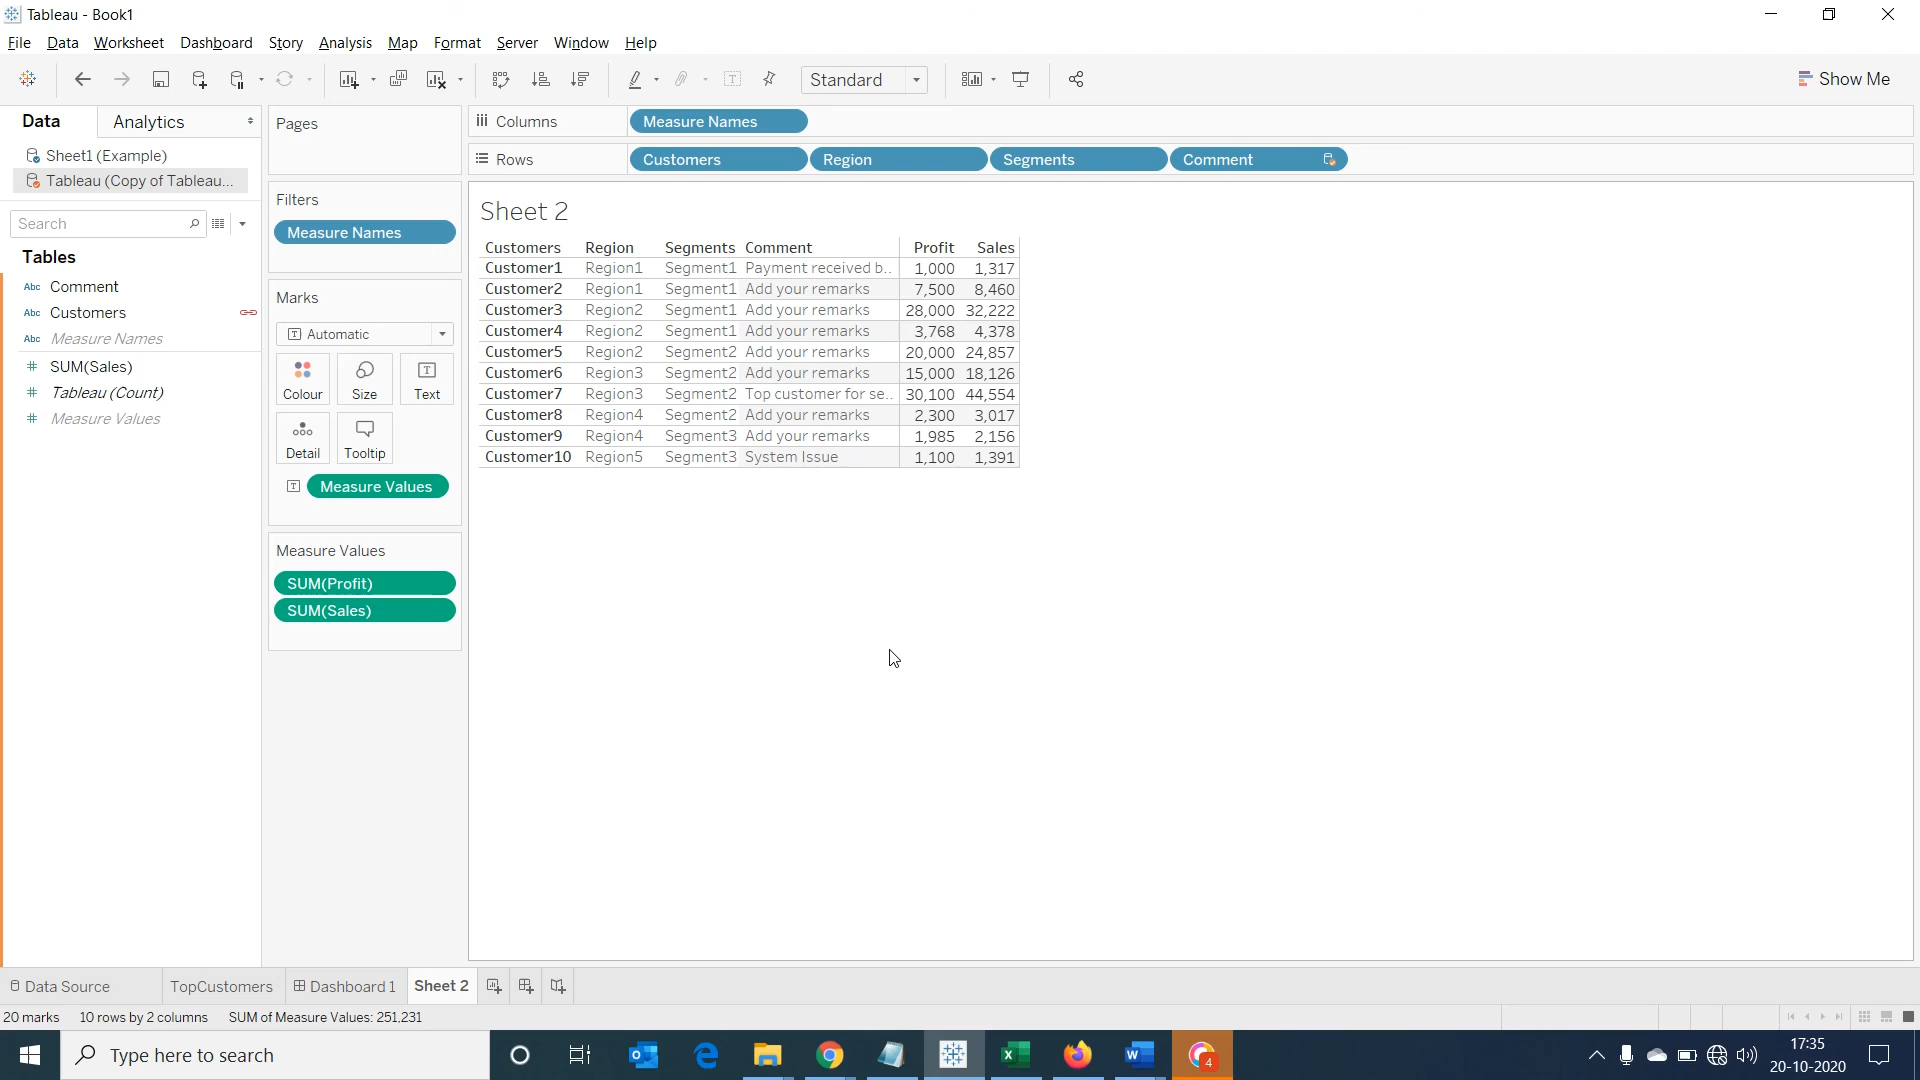 Tableau - Book1
File Data Worksheet Dashboard Story Analysis Map Format Server Window Help
Standard
Show Me
Data
Analytics
Sheet1 (Example)
Tableau (Copy of Tableau...
Search
Tables
Abc Comment
Abc Customers
Abc Measure Names
# SUM(Sales)
# Tableau (Count)
# Measure Values
Pages
Filters
Measure Names
Marks
T Automatic
Colour
Size
T Text
Detail
Tooltip
T Measure Values
Measure Values
SUM(Profit)
SUM(Sales)
Columns Measure Names
Rows Customers Region Segments Comment
Sheet 2
Customers Region Segments Comment Profit Sales
Customer1 Region1 Segment1 Payment received b.. 1,000 1,317
Customer2 Region1 Segment1 Add your remarks 7,500 8,460
Customer3 Region2 Segment1 Add your remarks 28,000 32,222
Customer4 Region2 Segment1 Add your remarks 3,768 4,378
Customer5 Region2 Segment2 Add your remarks 20,000 24,857
Customer6 Region3 Segment2 Add your remarks 15,000 18,126
Customer7 Region3 Segment2 Top customer for se.. 30,100 44,554
Customer8 Region4 Segment2 Add your remarks 2,300 3,017
Customer9 Region4 Segment3 Add your remarks 1,985 2,156
Customer10 Region5 Segment3 System Issue 1,100 1,391
Data Source TopCustomers Dashboard 1 Sheet 2
20 marks 10 rows by 2 columns SUM of Measure Values: 251,231
Type here to search
4
17:35
20-10-2020